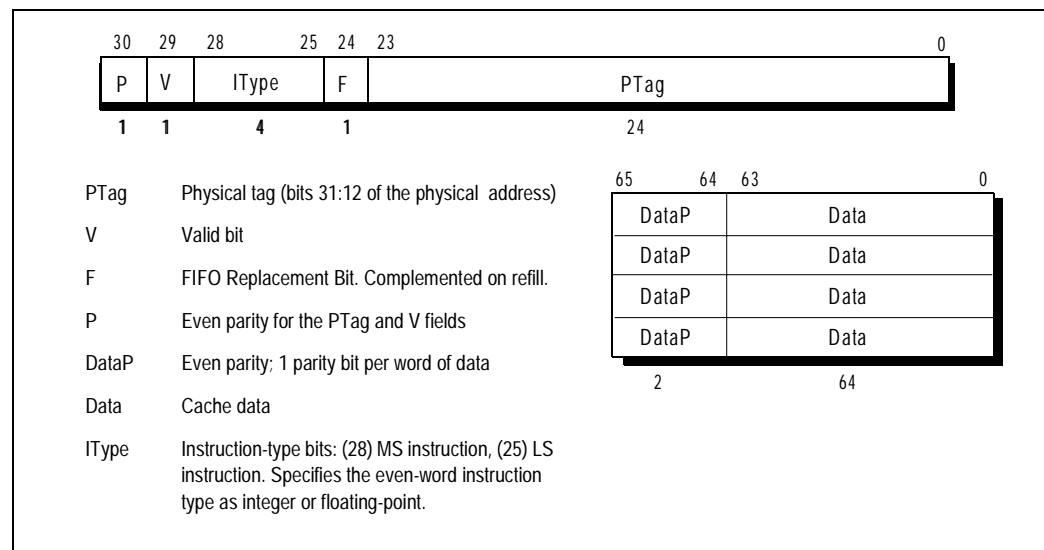 30 29 28 25 24 23 0
P V IType F PTag
1 1 4 1 24
PTag Physical tag (bits 31:12 of the physical address)
V Valid bit
F FIFO Replacement Bit. Complemented on refill.
P Even parity for the PTag and V fields
DataP Even parity; 1 parity bit per word of data
Data Cache data
IType Instruction-type bits: (28) MS instruction, (25) LS
instruction. Specifies the even-word instruction
type as integer or floating-point.
65 64 63 0
DataP Data
DataP Data
DataP Data
DataP Data
2 64